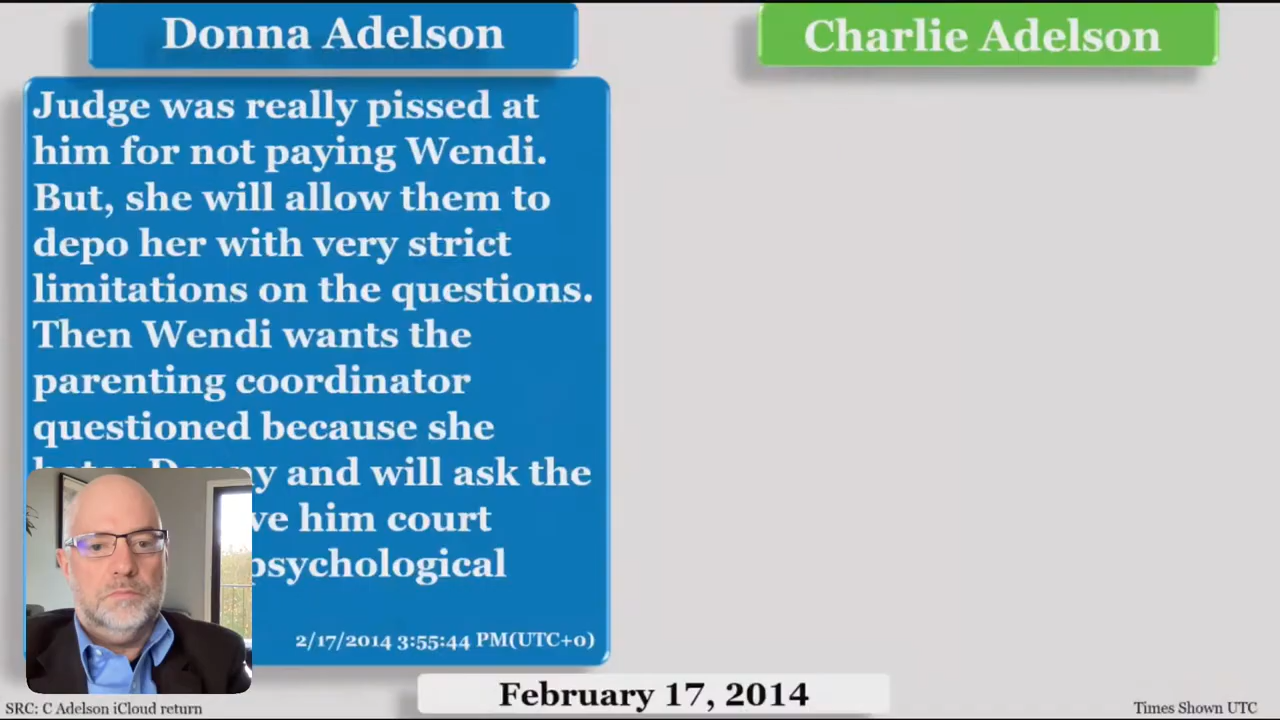 Donna Adelson
Charlie Adelson
Judge was really pissed at
him for not paying Wendi.
But, she will allow them to
depo her with very strict
limitations on the questions.
Then Wendi wants the
parenting coordinator
questioned because she
and will ask the
him court
psychological
2/17/2014 3:55:44 PM(UTC+0)
February 17, 2014
SRC: C Adelson iCloud return
Times Shown UTC